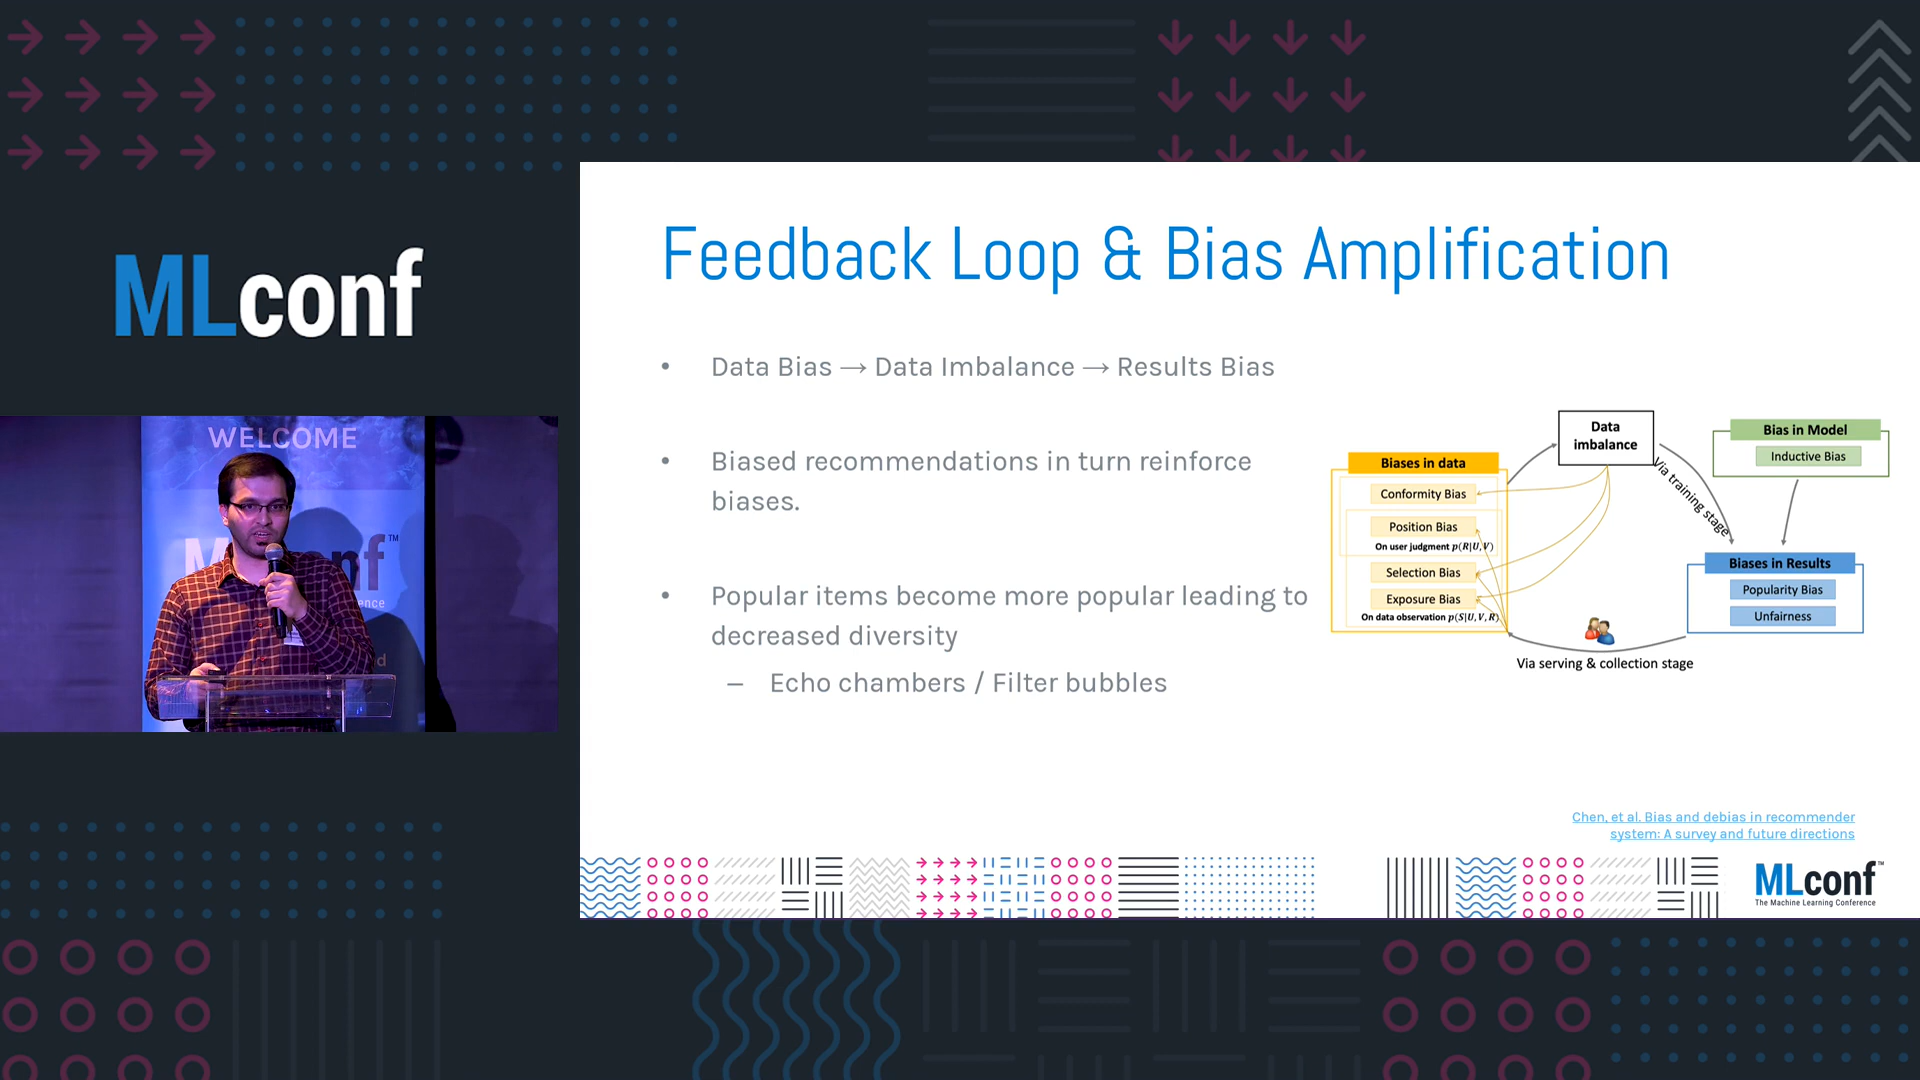 MLconf
WELCOME
Feedback Loop & Bias Amplification
• Data Bias → Data Imbalance → Results Bias
• Biased recommendations in turn reinforce
biases.
• Popular items become more popular leading to
decreased diversity
– Echo chambers / Filter bubbles
Data
imbalance
Bias in Model
Inductive Bias
Biases in data
Conformity Bias
Position Bias
On user judgment p(R|U,V)
Selection Bias
Exposure Bias
On data observation p(S|U,V,R)
Via training stage
Biases in Results
Popularity Bias
Unfairness
Via serving & collection stage
Chen, et al. Bias and debias in recommender
system: A survey and future directions
MLconf™
The Machine Learning Conference